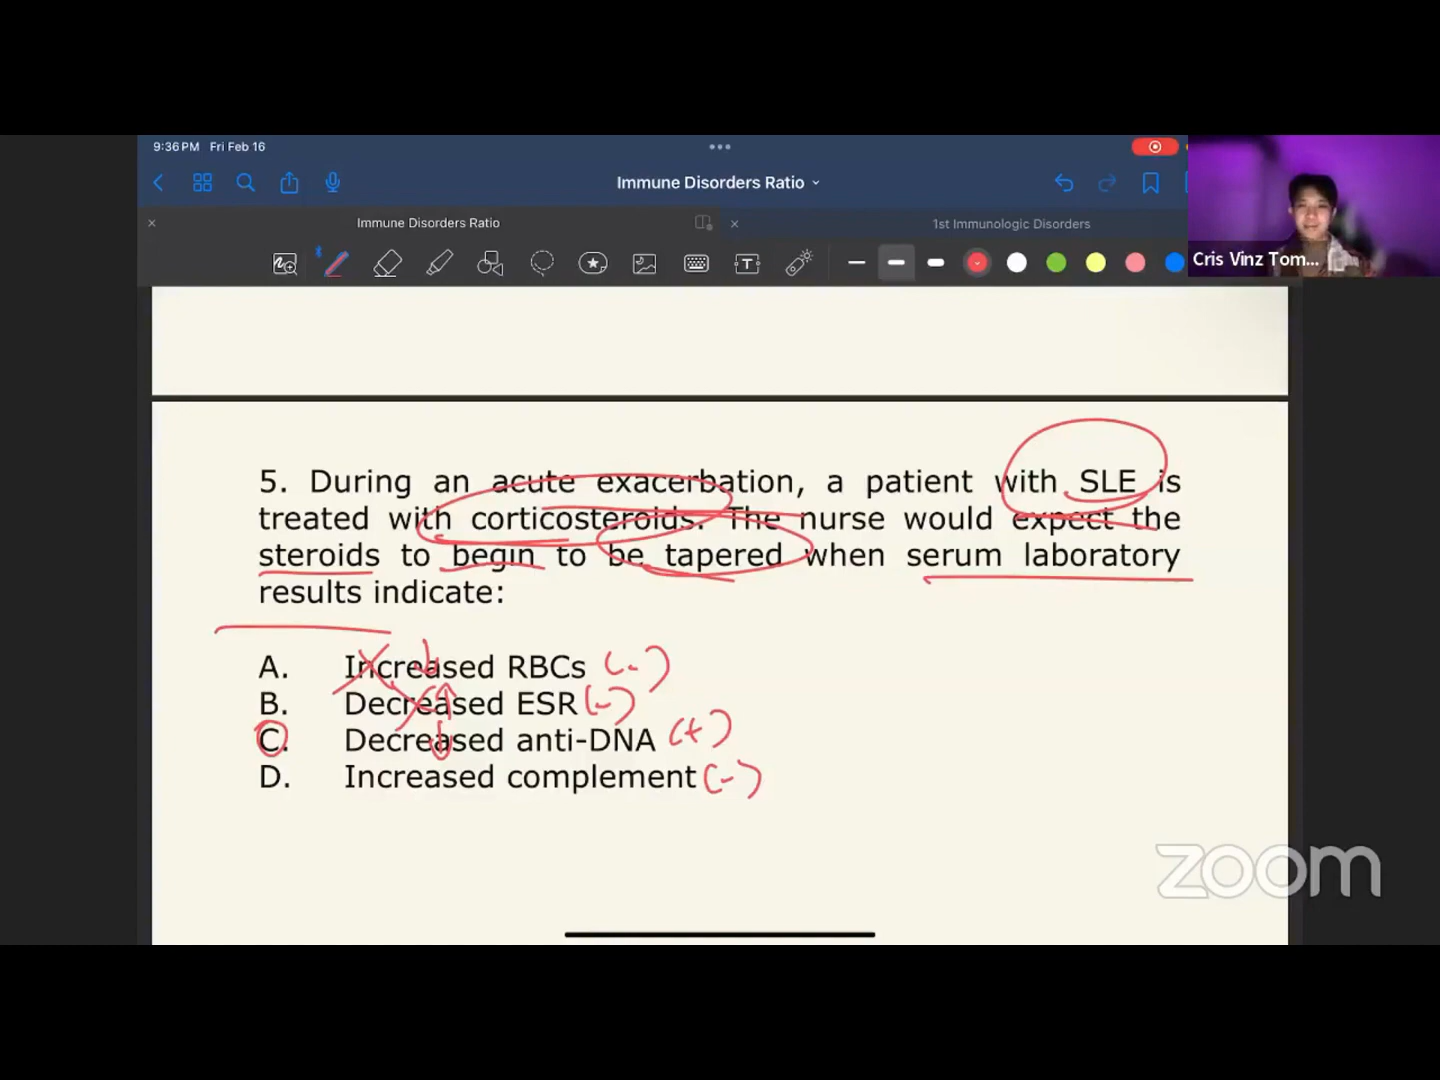 9:36 PM Fri Feb 16
Immune Disorders Ratio
Immune Disorders Ratio
1st Immunologic Disorders
Cris Vinz Tom...
5. During an acute exacerbation, a patient with SLE is
treated with corticosteroids. The nurse would expect the
steroids to begin to be tapered when serum laboratory
results indicate:
A. Increased RBCs (-)
B. Decreased ESR (-)
C. Decreased anti-DNA (+)
D. Increased complement (-)
zoom